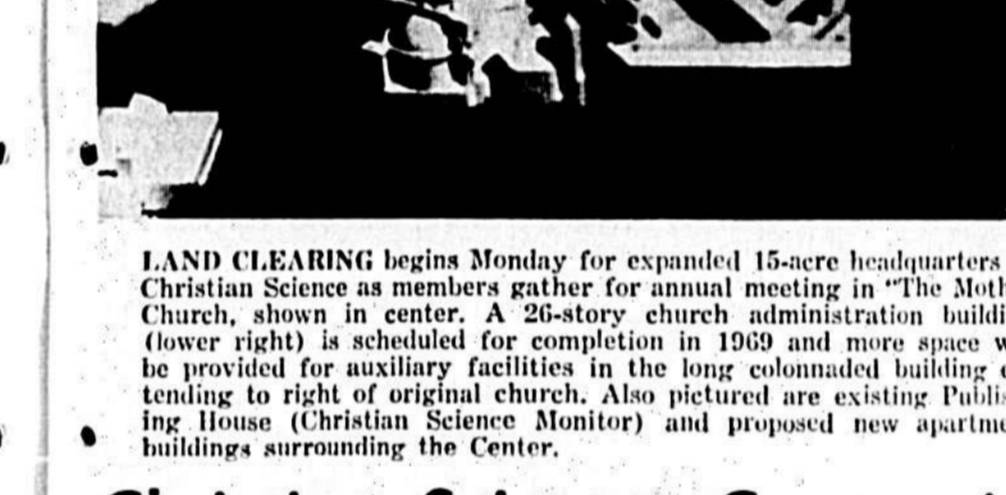 LAND CLEARING begins Monday for expanded 15-acre headquarters
Christian Science as members gather for annual meeting in "The Moth
Church, shown in center. A 26-story church administration buildi
(lower right) is scheduled for completion in 1969 and more space w
be provided for auxiliary facilities in the long colonnaded building e
tending to right of original church. Also pictured are existing Publis
ing House (Christian Science Monitor) and proposed new apartme
buildings surrounding the Center.